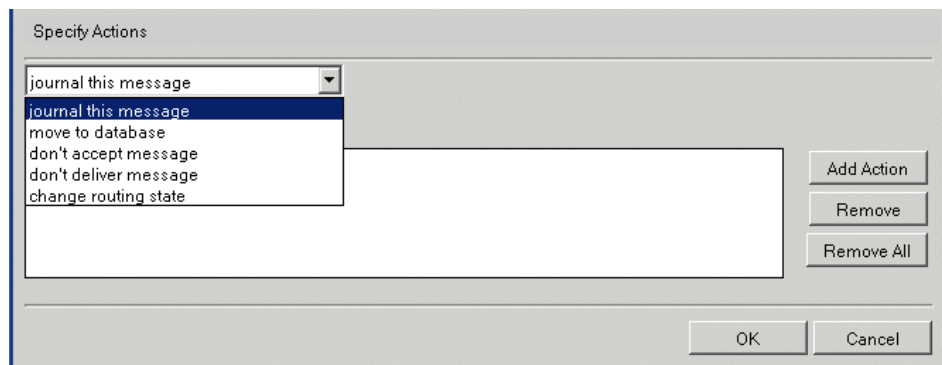 Specify Actions
journal this message
journal this message
move to database
don't accept message
don't deliver message
change routing state
Add Action
Remove
Remove All
OK
Cancel